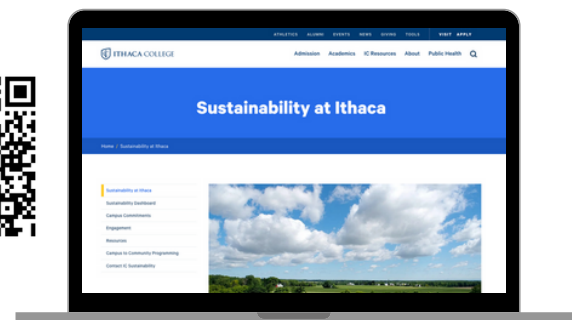 ATHLETICS ALUMNI EVENTS NEWS GIVING TOOLS VISIT APPLY
ITHACA COLLEGE
Admission Academics IC Resources About Public Health
Sustainability at Ithaca
Home / Sustainability at Ithaca
Sustainability at Ithaca
Sustainability Dashboard
Campus Commitments
Engagement
Resources
Campus to Community Programming
Contact IC Sustainability